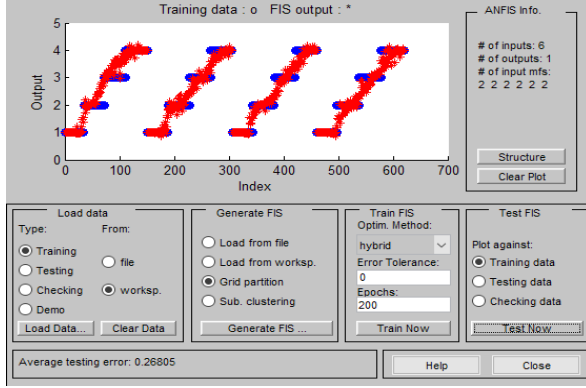 Training data : o   FIS output : *
5
4
3
2
1
0
Output
0 100 200 300 400 500 600 700
Index
ANFIS Info.
# of inputs: 6
# of outputs: 1
# of input mfs:
2 2 2 2 2 2
Structure
Clear Plot
Load data
Type: From:
Training
Testing
Checking
Demo
file
worksp.
Load Data... Clear Data
Generate FIS
Load from file
Load from worksp.
Grid partition
Sub. clustering
Generate FIS ...
Train FIS
Optim. Method:
hybrid
Error Tolerance:
0
Epochs:
200
Train Now
Test FIS
Plot against:
Training data
Testing data
Checking data
Test Now
Average testing error: 0.26805
Help Close